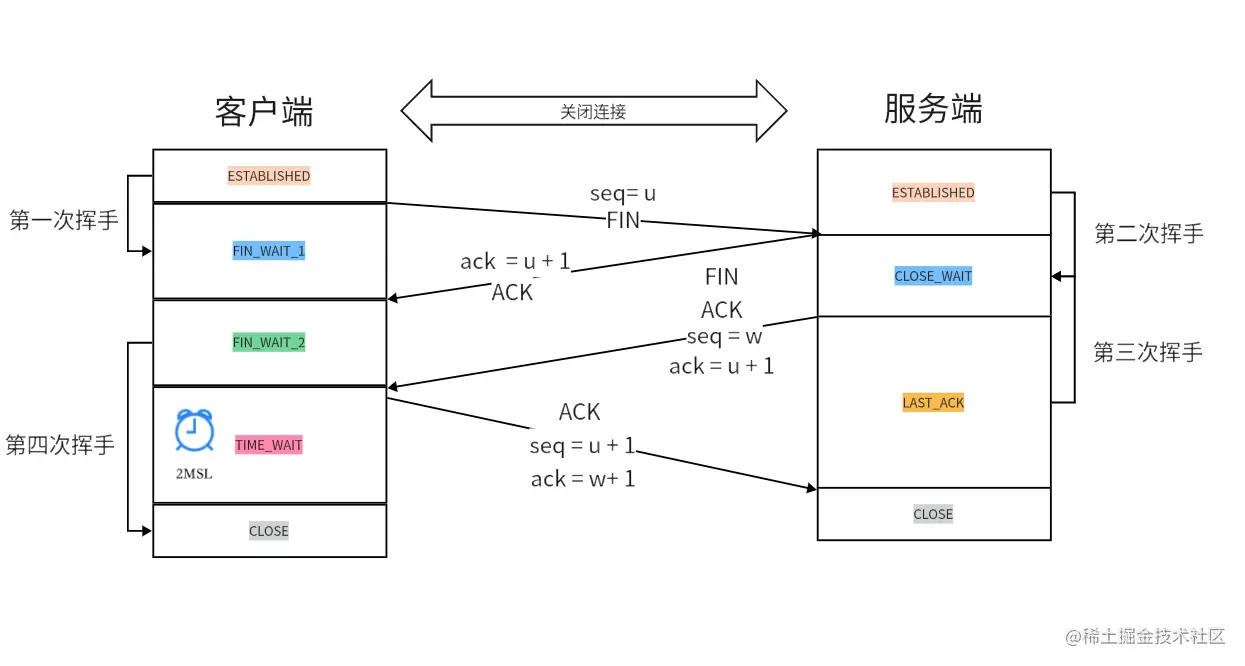 客户端
关闭连接
服务端
ESTABLISHED
ESTABLISHED
seq= u
FIN
第一次挥手
第二次挥手
FIN_WAIT_1
ack = u + 1
ACK
CLOSE_WAIT
FIN
ACK
seq = w
ack = u + 1
FIN_WAIT_2
第三次挥手
LAST_ACK
ACK
seq = u + 1
ack = w+ 1
第四次挥手
TIME_WAIT
2MSL
CLOSE
CLOSE
@稀土掘金技术社区